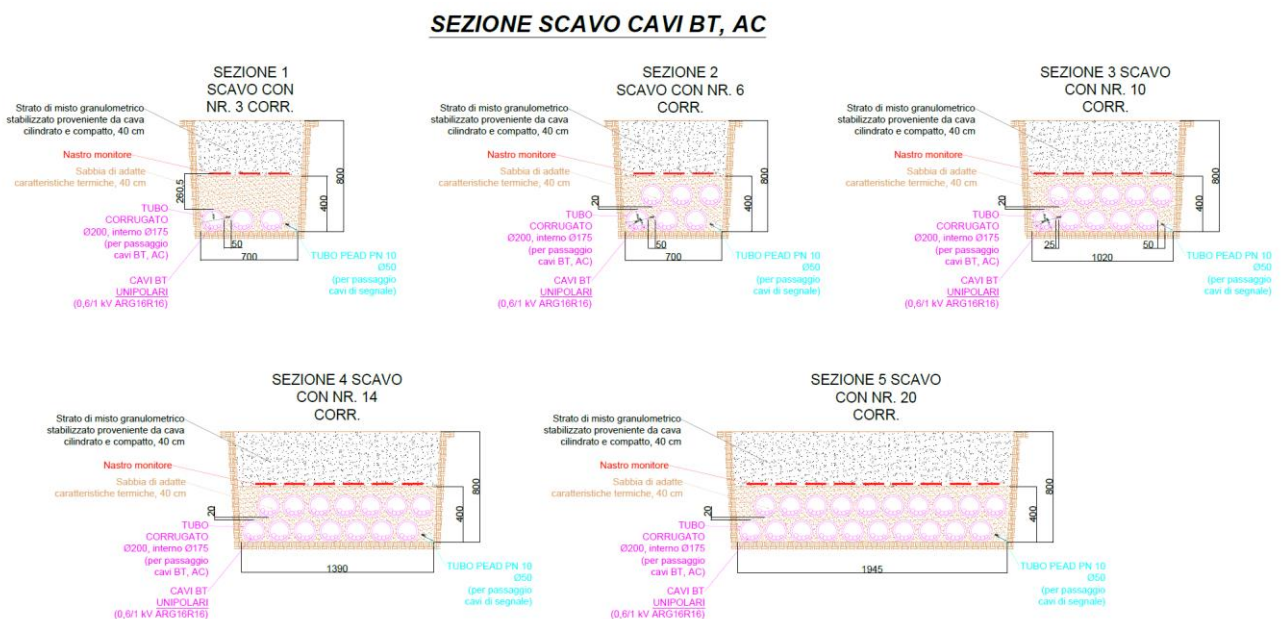 SEZIONE SCAVO CAVI BT, AC
SEZIONE 1
SCAVO CON
NR. 3 CORR.
Strato di misto granulometrico
stabilizzato proveniente da cava
cilindrato e compatto, 40 cm
Nastro monitore
Sabbia di adatte
caratteristiche termiche, 40 cm
260.5
800
400
TUBO
CORRUGATO
Ø200, interno Ø175
(per passaggio
cavi BT, AC)
50
700
CAVI BT
UNIPOLARI
(0,6/1 kV ARG16R16)
TUBO PEAD PN 10
Ø50
(per passaggio
cavi di segnale)
SEZIONE 2
SCAVO CON NR. 6
CORR.
Strato di misto granulometrico
stabilizzato proveniente da cava
cilindrato e compatto, 40 cm
Nastro monitore
Sabbia di adatte
caratteristiche termiche, 40 cm
20
800
400
TUBO
CORRUGATO
Ø200, interno Ø175
(per passaggio
cavi BT, AC)
50
700
CAVI BT
UNIPOLARI
(0,6/1 kV ARG16R16)
TUBO PEAD PN 10
Ø50
(per passaggio
cavi di segnale)
SEZIONE 3 SCAVO
CON NR. 10
CORR.
Strato di misto granulometrico
stabilizzato proveniente da cava
cilindrato e compatto, 40 cm
Nastro monitore
Sabbia di adatte
caratteristiche termiche, 40 cm
20
800
400
TUBO
CORRUGATO
Ø200, interno Ø175
(per passaggio
cavi BT, AC)
25
50
1020
CAVI BT
UNIPOLARI
(0,6/1 kV ARG16R16)
TUBO PEAD PN 10
Ø50
(per passaggio
cavi di segnale)
SEZIONE 4 SCAVO
CON NR. 14
CORR.
Strato di misto granulometrico
stabilizzato proveniente da cava
cilindrato e compatto, 40 cm
Nastro monitore
Sabbia di adatte
caratteristiche termiche, 40 cm
20
800
400
TUBO
CORRUGATO
Ø200, interno Ø175
(per passaggio
cavi BT, AC)
1390
CAVI BT
UNIPOLARI
(0,6/1 kV ARG16R16)
TUBO PEAD PN 10
Ø50
(per passaggio
cavi di segnale)
SEZIONE 5 SCAVO
CON NR. 20
CORR.
Strato di misto granulometrico
stabilizzato proveniente da cava
cilindrato e compatto, 40 cm
Nastro monitore
Sabbia di adatte
caratteristiche termiche, 40 cm
20
800
400
TUBO
CORRUGATO
Ø200, interno Ø175
(per passaggio
cavi BT, AC)
1945
CAVI BT
UNIPOLARI
(0,6/1 kV ARG16R16)
TUBO PEAD PN 10
Ø50
(per passaggio
cavi di segnale)